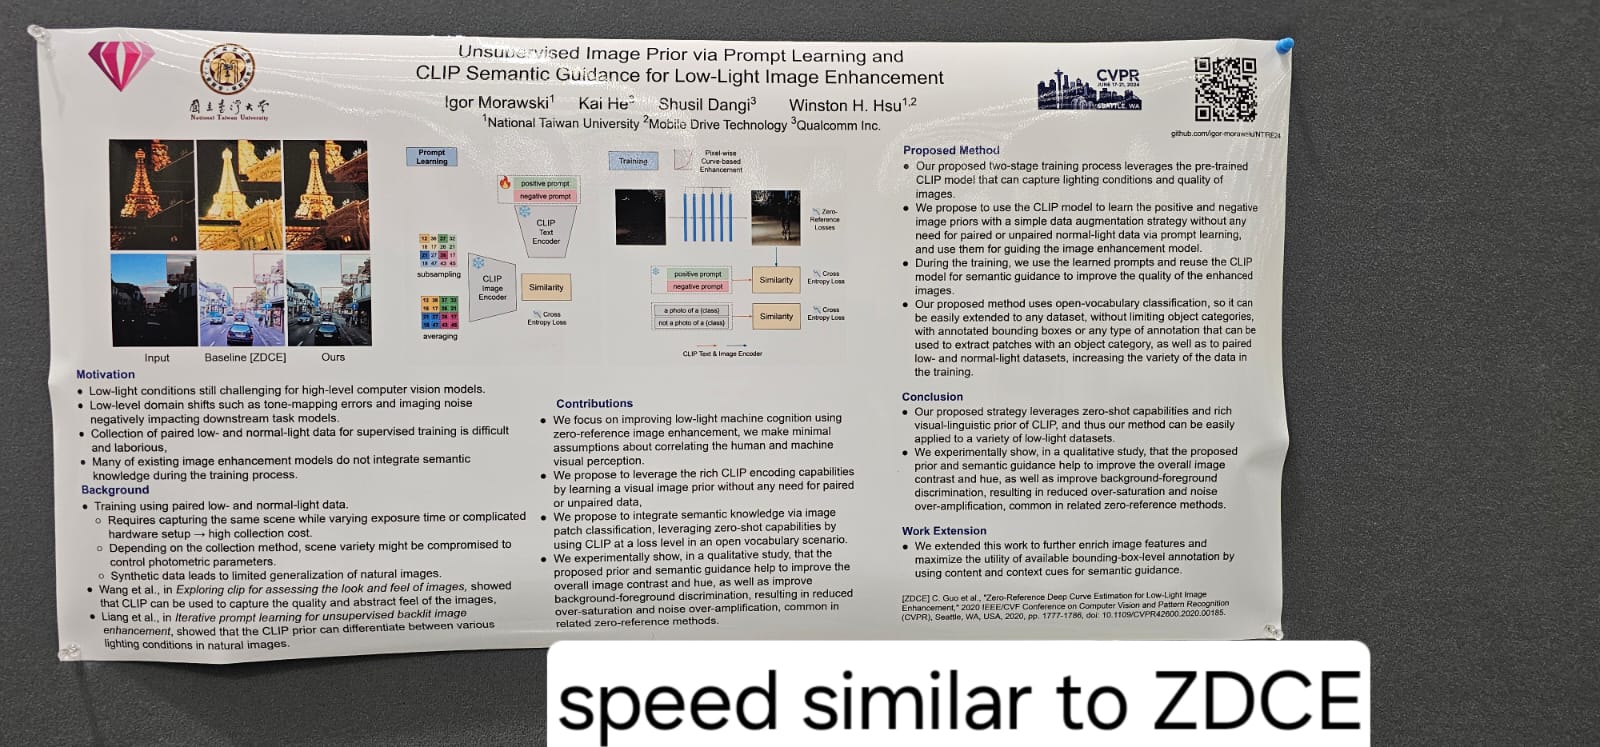 Unsupervised Image Prior via Prompt Learning and
CLIP Semantic Guidance for Low-Light Image Enhancement
Igor Morawski¹ Kai He³ Shusil Dangi³ Winston H. Hsu¹,²
¹National Taiwan University ²Mobile Drive Technology ³Qualcomm Inc.
國立臺灣大學
National Taiwan University
CVPR
JUNE 17-21, 2024
SEATTLE, WA
github.com/igor-morawski/NTIRE24
Input Baseline [ZDCE] Ours
Prompt
Learning
positive prompt
negative prompt
CLIP
Text
Encoder
subsampling
CLIP
Image
Encoder
Similarity
Cross
Entropy Loss
averaging
Training
Pixel-wise
Curve-based
Enhancement
Zero-
Reference
Losses
positive prompt
negative prompt
Similarity
Cross
Entropy Loss
a photo of a {class}
not a photo of a {class}
Similarity
Cross
Entropy Loss
CLIP Text & Image Encoder
Motivation
● Low-light conditions still challenging for high-level computer vision models.
● Low-level domain shifts such as tone-mapping errors and imaging noise
negatively impacting downstream task models.
● Collection of paired low- and normal-light data for supervised training is difficult
and laborious,
● Many of existing image enhancement models do not integrate semantic
knowledge during the training process.
Background
● Training using paired low- and normal-light data.
○ Requires capturing the same scene while varying exposure time or complicated
hardware setup → high collection cost.
○ Depending on the collection method, scene variety might be compromised to
control photometric parameters.
○ Synthetic data leads to limited generalization of natural images.
● Wang et al., in Exploring clip for assessing the look and feel of images, showed
that CLIP can be used to capture the quality and abstract feel of the images,
● Liang et al., in Iterative prompt learning for unsupervised backlit image
enhancement, showed that the CLIP prior can differentiate between various
lighting conditions in natural images.
Contributions
● We focus on improving low-light machine cognition using
zero-reference image enhancement, we make minimal
assumptions about correlating the human and machine
visual perception.
● We propose to leverage the rich CLIP encoding capabilities
by learning a visual image prior without any need for paired
or unpaired data,
● We propose to integrate semantic knowledge via image
patch classification, leveraging zero-shot capabilities by
using CLIP at a loss level in an open vocabulary scenario.
● We experimentally show, in a qualitative study, that the
proposed prior and semantic guidance help to improve the
overall image contrast and hue, as well as improve
background-foreground discrimination, resulting in reduced
over-saturation and noise over-amplification, common in
related zero-reference methods.
Proposed Method
● Our proposed two-stage training process leverages the pre-trained
CLIP model that can capture lighting conditions and quality of
images.
● We propose to use the CLIP model to learn the positive and negative
image priors with a simple data augmentation strategy without any
need for paired or unpaired normal-light data via prompt learning,
and use them for guiding the image enhancement model.
● During the training, we use the learned prompts and reuse the CLIP
model for semantic guidance to improve the quality of the enhanced
images.
● Our proposed method uses open-vocabulary classification, so it can
be easily extended to any dataset, without limiting object categories,
with annotated bounding boxes or any type of annotation that can be
used to extract patches with an object category, as well as to paired
low- and normal-light datasets, increasing the variety of the data in
the training.
Conclusion
● Our proposed strategy leverages zero-shot capabilities and rich
visual-linguistic prior of CLIP, and thus our method can be easily
applied to a variety of low-light datasets.
● We experimentally show, in a qualitative study, that the proposed
prior and semantic guidance help to improve the overall image
contrast and hue, as well as improve background-foreground
discrimination, resulting in reduced over-saturation and noise
over-amplification, common in related zero-reference methods.
Work Extension
● We extended this work to further enrich image features and
maximize the utility of available bounding-box-level annotation by
using content and context cues for semantic guidance.
[ZDCE] C. Guo et al., "Zero-Reference Deep Curve Estimation for Low-Light Image
Enhancement," 2020 IEEE/CVF Conference on Computer Vision and Pattern Recognition
(CVPR), Seattle, WA, USA, 2020, pp. 1777-1786, doi: 10.1109/CVPR42600.2020.00185.
speed similar to ZDCE